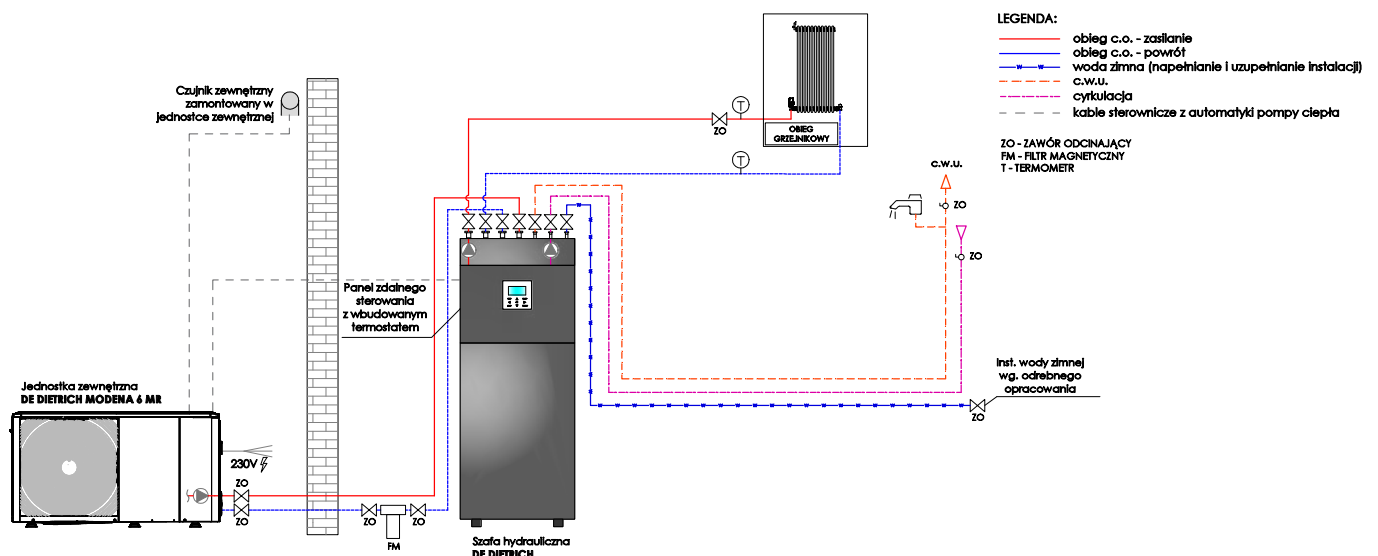 LEGENDA:
obieg c.o. - zasilanie
obieg c.o. - powrót
woda zimna (napełnianie i uzupełnianie instalacji)
c.w.u.
cyrkulacja
kable sterownicze z automatyki pompy ciepła
ZO - ZAWÓR ODCINAJĄCY
FM - FILTR MAGNETYCZNY
T - TERMOMETR
Czujnik zewnętrzny
zamontowany w
jednostce zewnętrznej
T
ZO
OBIEG
GRZEJNIKOWY
T
c.w.u.
ZO
ZO
Panel zdalnego
sterowania
z wbudowanym
termostatem
Inst. wody zimnej
wg. odrebnego
opracowania
ZO
Jednostka zewnętrzna
DE DIETRICH MODENA 6 MR
230V
ZO
ZO
ZO
ZO
FM
Szafa hydrauliczna
DE DIETRICH